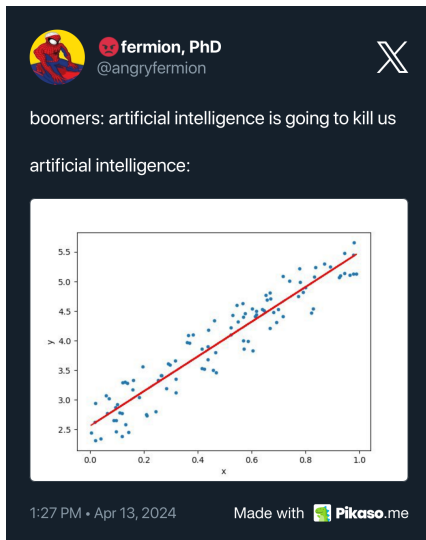 😡fermion, PhD
@angryfermion
boomers: artificial intelligence is going to kill us
artificial intelligence:
5.5
5.0
4.5
4.0
3.5
3.0
2.5
y
0.0 0.2 0.4 0.6 0.8 1.0
x
1:27 PM • Apr 13, 2024 Made with Pikaso.me